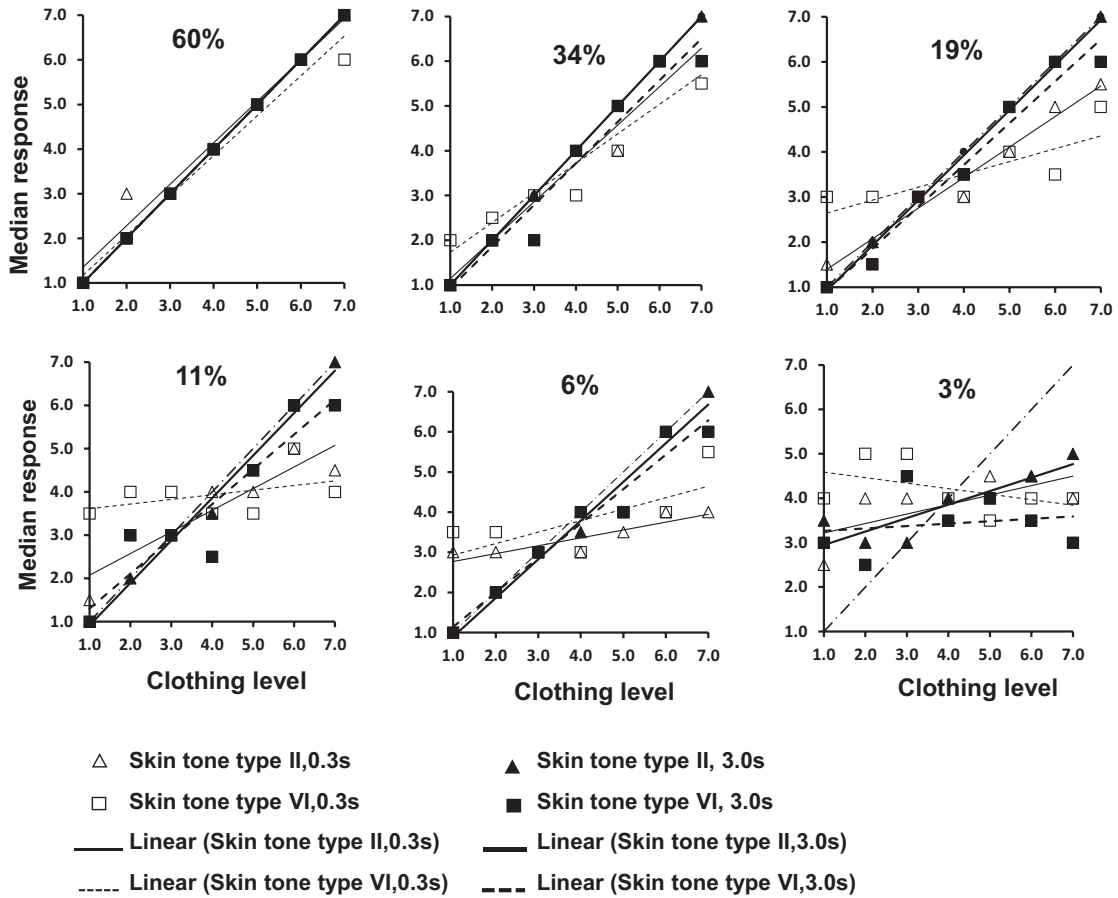 60%
34%
19%
Median response
7.0
6.0
5.0
4.0
3.0
2.0
1.0
1.0 2.0 3.0 4.0 5.0 6.0 7.0
7.0
6.0
5.0
4.0
3.0
2.0
1.0
1.0 2.0 3.0 4.0 5.0 6.0 7.0
7.0
6.0
5.0
4.0
3.0
2.0
1.0
1.0 2.0 3.0 4.0 5.0 6.0 7.0
11%
6%
3%
Median response
7.0
6.0
5.0
4.0
3.0
2.0
1.0
1.0 2.0 3.0 4.0 5.0 6.0 7.0
Clothing level
7.0
6.0
5.0
4.0
3.0
2.0
1.0
1.0 2.0 3.0 4.0 5.0 6.0 7.0
Clothing level
7.0
6.0
5.0
4.0
3.0
2.0
1.0
1.0 2.0 3.0 4.0 5.0 6.0 7.0
Clothing level
Skin tone type II,0.3s
Skin tone type II, 3.0s
Skin tone type VI,0.3s
Skin tone type VI, 3.0s
Linear (Skin tone type II,0.3s)
Linear (Skin tone type II,3.0s)
Linear (Skin tone type VI,0.3s)
Linear (Skin tone type VI,3.0s)